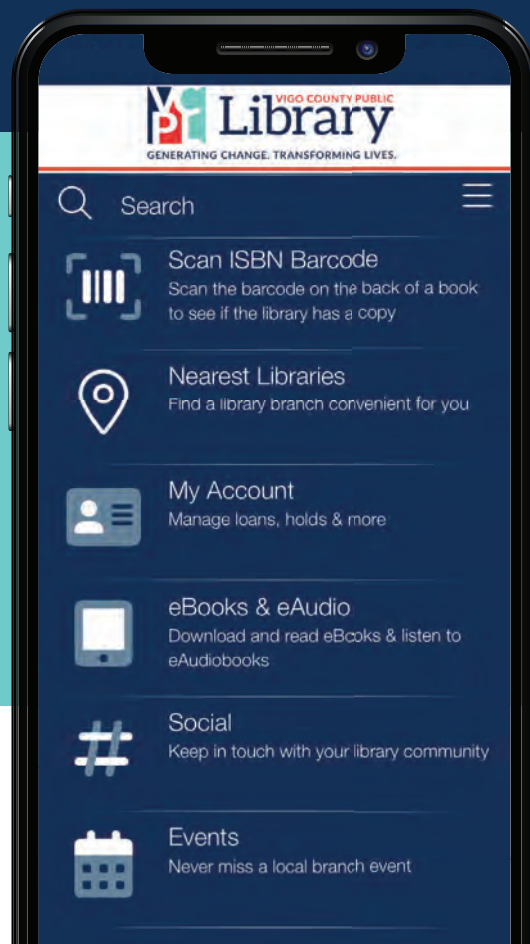 VCPL
VIGO COUNTY PUBLIC
Library
GENERATING CHANGE. TRANSFORMING LIVES.
Search
Scan ISBN Barcode
Scan the barcode on the back of a book
to see if the library has a copy
Nearest Libraries
Find a library branch convenient for you
My Account
Manage loans, holds & more
eBooks & eAudio
Download and read eBooks & listen to
eAudiobooks
Social
Keep in touch with your library community
Events
Never miss a local branch event